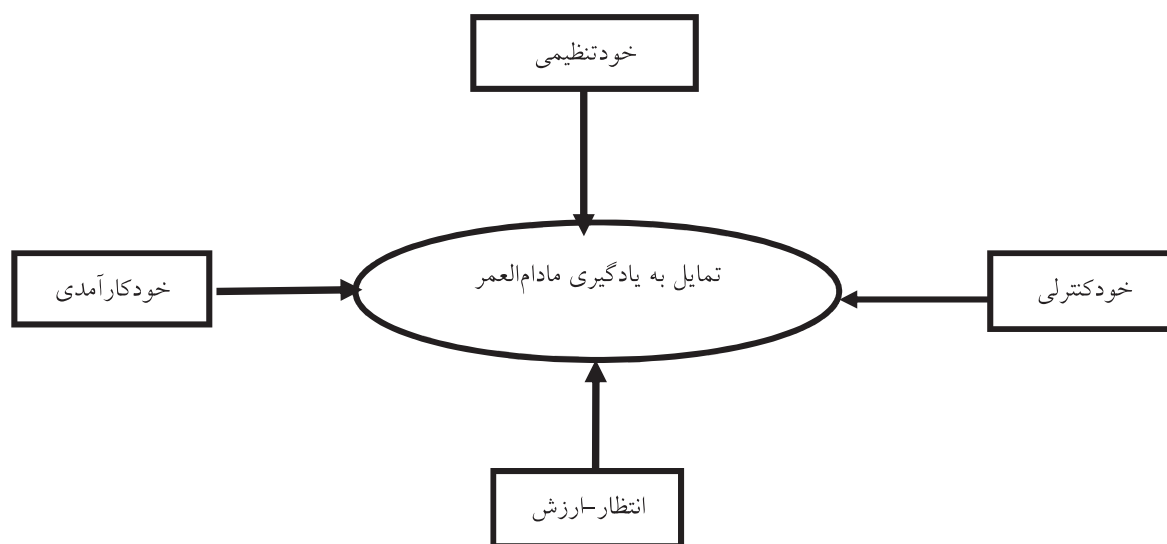 خودتنظیمی
تمایل به یادگیری مادام‌العمر
خودکنترلی
خودکارآمدی
انتظار-ارزش